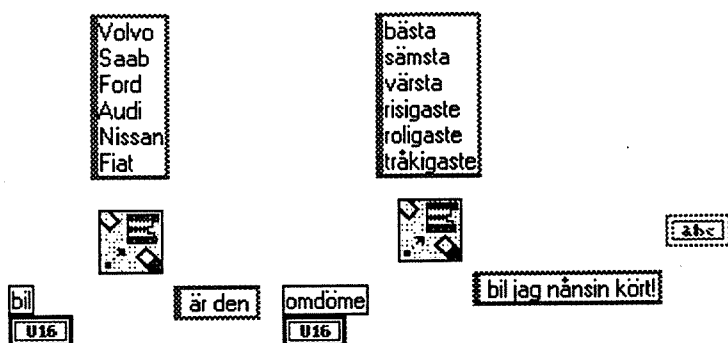 Volvo
Saab
Ford
Audi
Nissan
Fiat
bästa
sämsta
värsta
risigaste
roligaste
tråkigaste
abc
bil
är den
omdöme
bil jag nånsin kört!
U16
U16